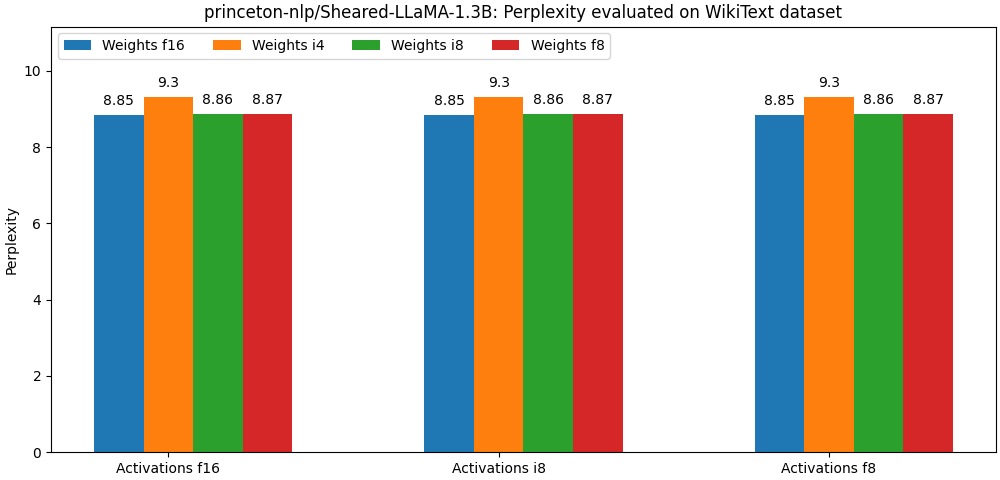 princeton-nlp/Sheared-LLaMA-1.3B: Perplexity evaluated on WikiText dataset
Weights f16 Weights i4 Weights i8 Weights f8
Perplexity
10
8
6
4
2
0
8.85 9.3 8.86 8.87 8.85 9.3 8.86 8.87 8.85 9.3 8.86 8.87
Activations f16 Activations i8 Activations f8